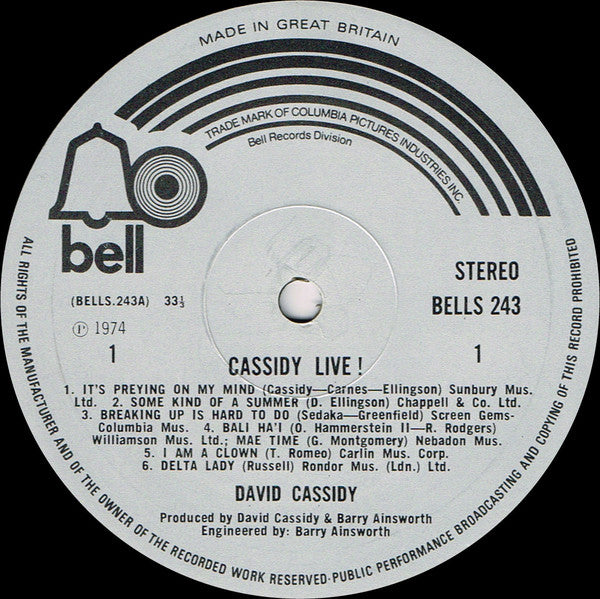 MADE IN GREAT BRITAIN
TRADE MARK OF COLUMBIA PICTURES INDUSTRIES INC.
Bell Records Division
bell
STEREO
(BELLS.243A) 33⅓
BELLS 243
Ⓟ 1974
1
1
CASSIDY LIVE!
1. IT'S PREYING ON MY MIND (Cassidy—Carnes—Ellingson) Sunbury Mus.
Ltd. 2. SOME KIND OF A SUMMER (D. Ellingson) Chappell & Co. Ltd.
3. BREAKING UP IS HARD TO DO (Sedaka—Greenfield) Screen Gems-
Columbia Mus. 4. BALI HA'I (O. Hammerstein II—R. Rodgers)
Williamson Mus. Ltd.; MAE TIME (G. Montgomery) Nebadon Mus.
5. I AM A CLOWN (T. Romeo) Carlin Mus. Corp.
6. DELTA LADY (Russell) Rondor Mus. (Ldn.) Ltd.
DAVID CASSIDY
Produced by David Cassidy & Barry Ainsworth
Engineered by: Barry Ainsworth
ALL RIGHTS OF THE MANUFACTURER AND OF THE OWNER OF THE RECORDED WORK RESERVED·PUBLIC PERFORMANCE BROADCASTING AND COPYING OF THIS RECORD PROHIBITED